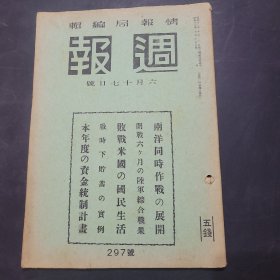 情報局編輯
週報
六月十七日號
南洋同時作戰の展開
開戰六ヶ月の陸軍綜合戰果
敗戰米國の國民生活
戰時下貯蓄の實例
本年度の資金統制計畫
五錢
297號